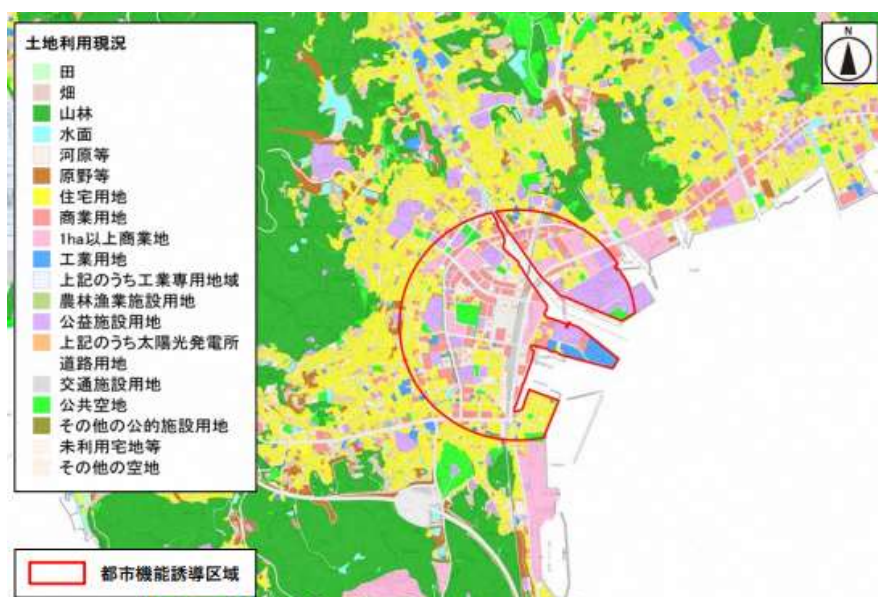 土地利用現況
田
畑
山林
水面
河原等
原野等
住宅用地
商業用地
1ha以上商業地
工業用地
上記のうち工業専用地域
農林漁業施設用地
公益施設用地
上記のうち太陽光発電所
道路用地
交通施設用地
公共空地
その他の公的施設用地
未利用宅地等
その他の空地
都市機能誘導区域
N